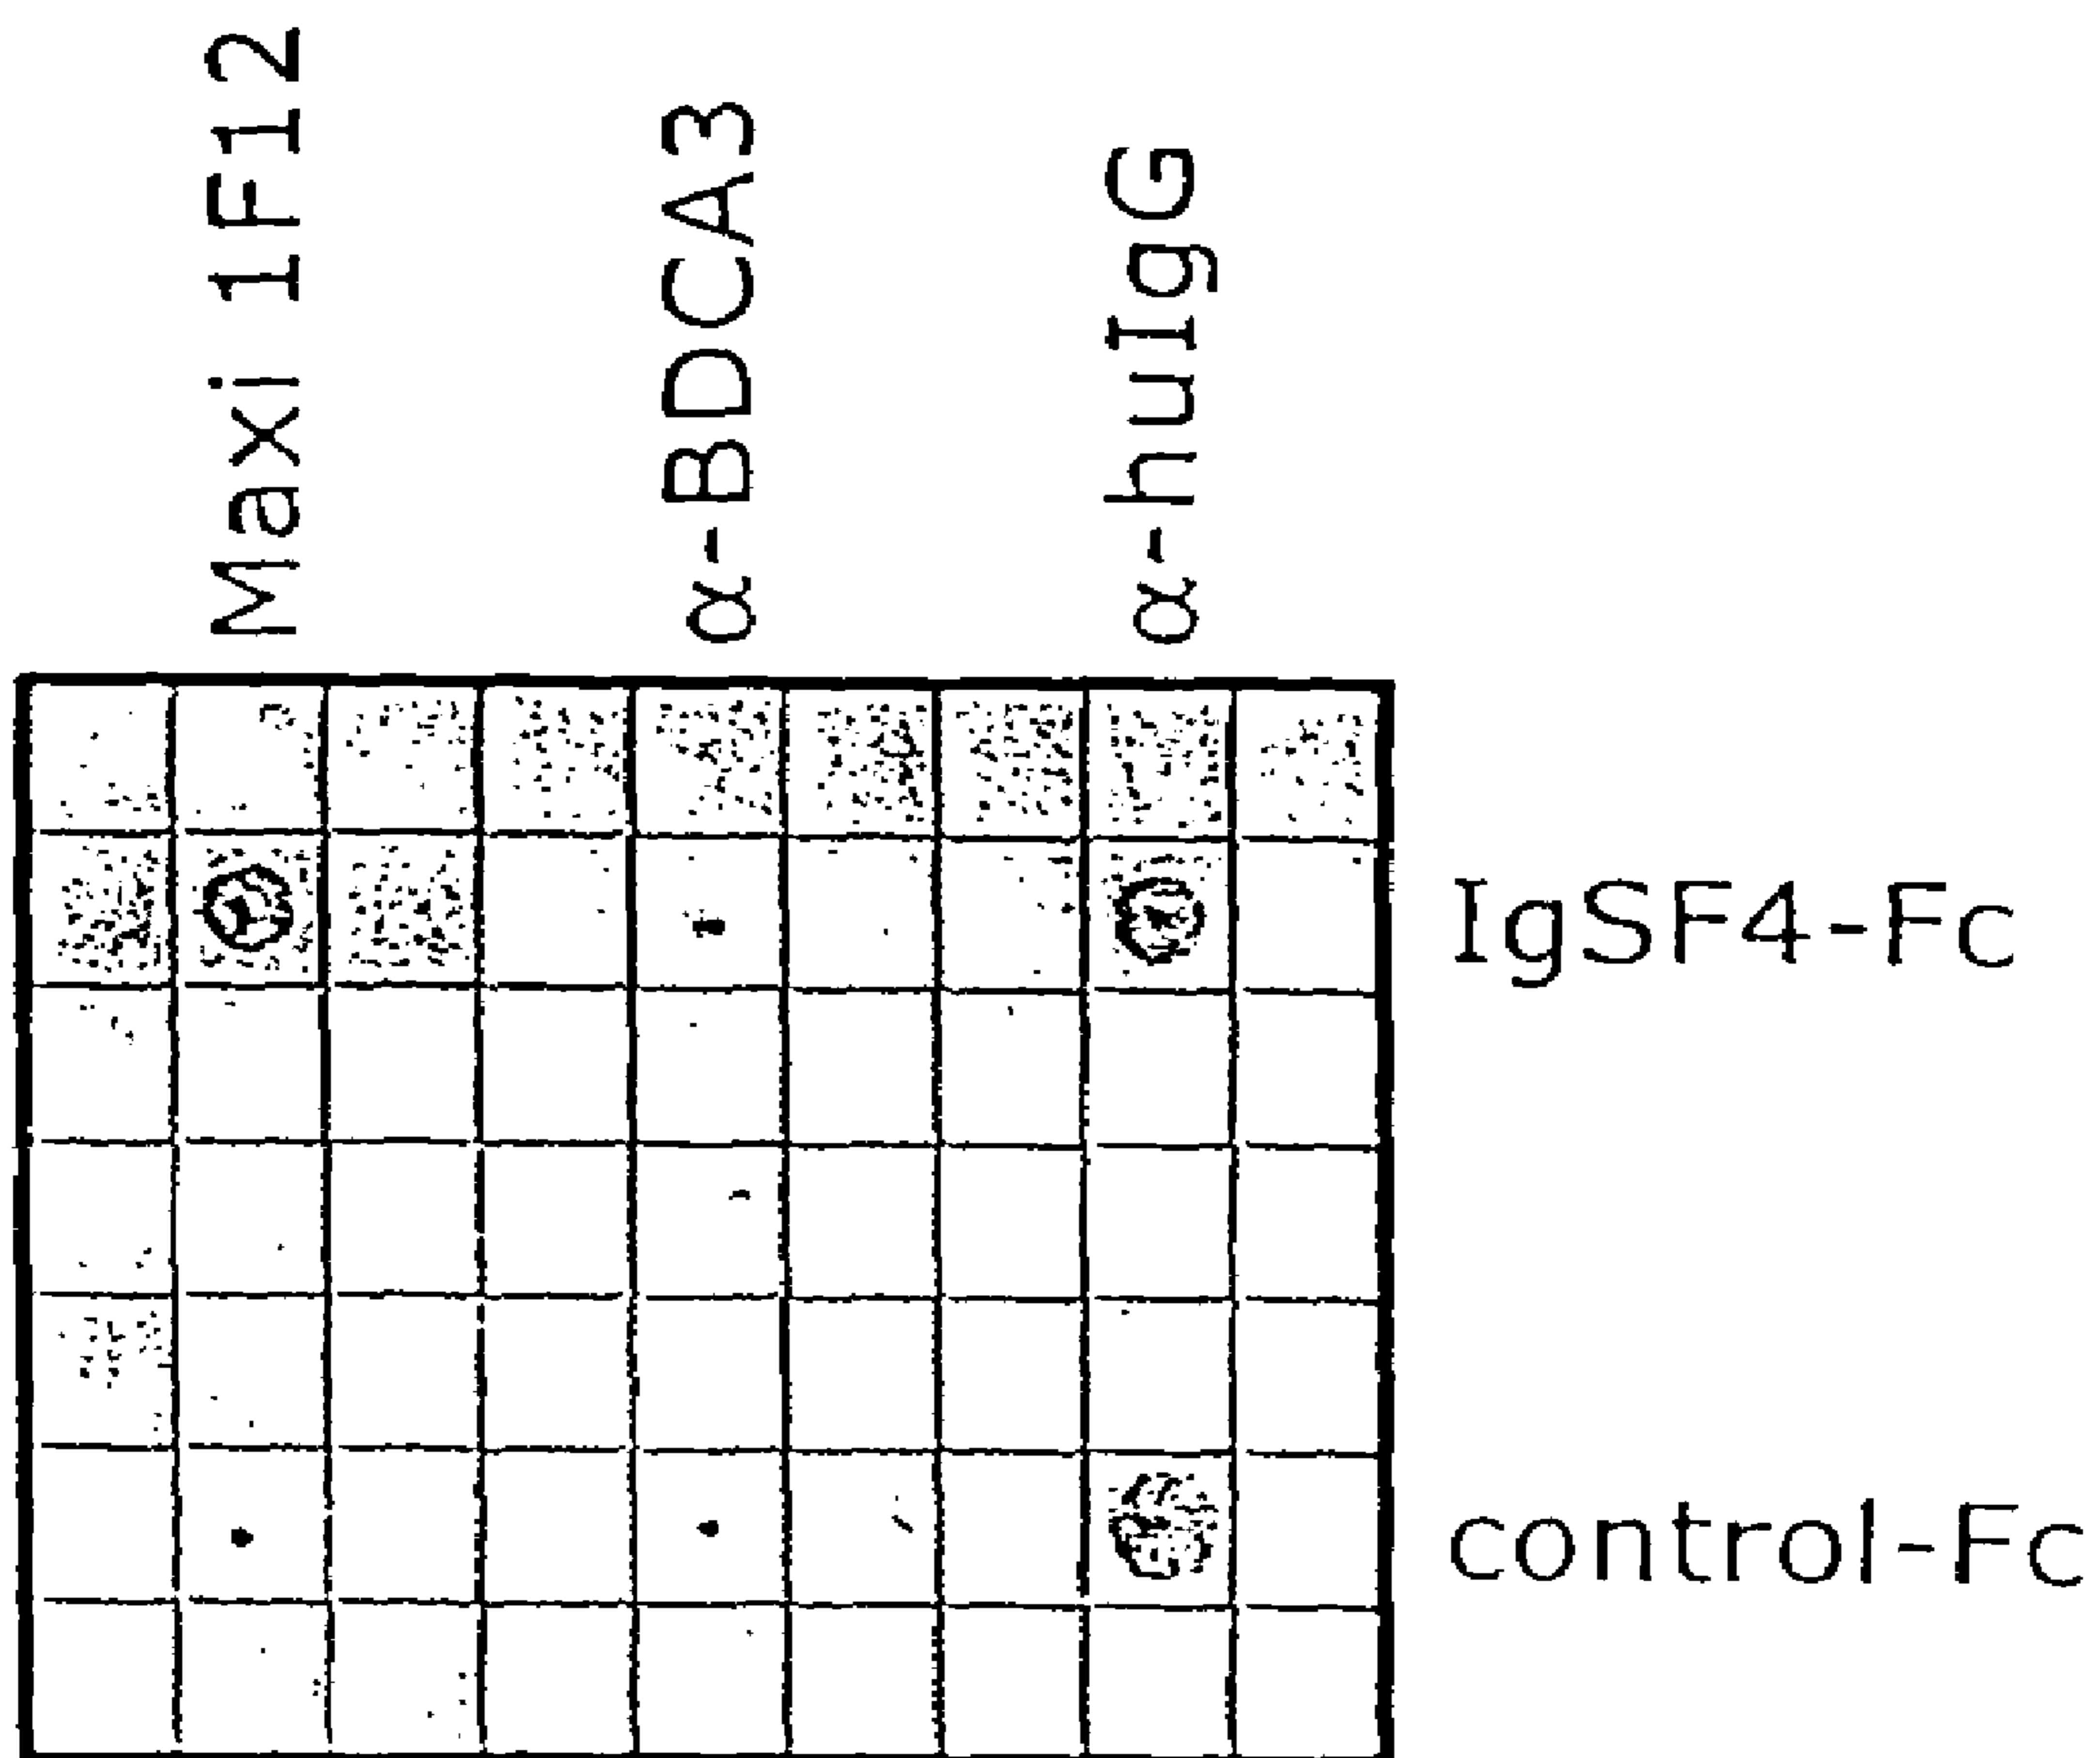 Maxi 1F12
α-BDCA3
α-huIgG
IgSF4-Fc
control-Fc